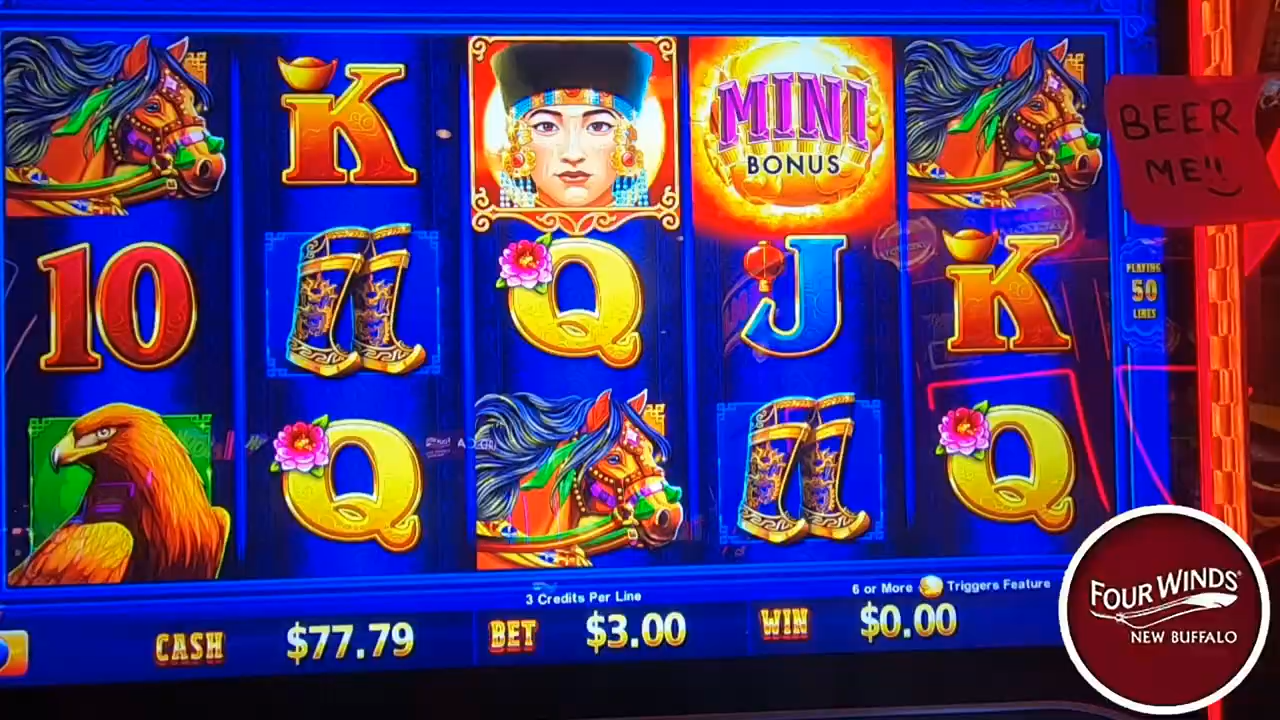 K
MINI
BONUS
BEER
ME!!
10
Q
J
K
PLAYING
50
LINES
Q
Q
3 Credits Per Line
6 or More Triggers Feature
CASH $77.79 BET $3.00 WIN $0.00
FOUR WINDS®
NEW BUFFALO